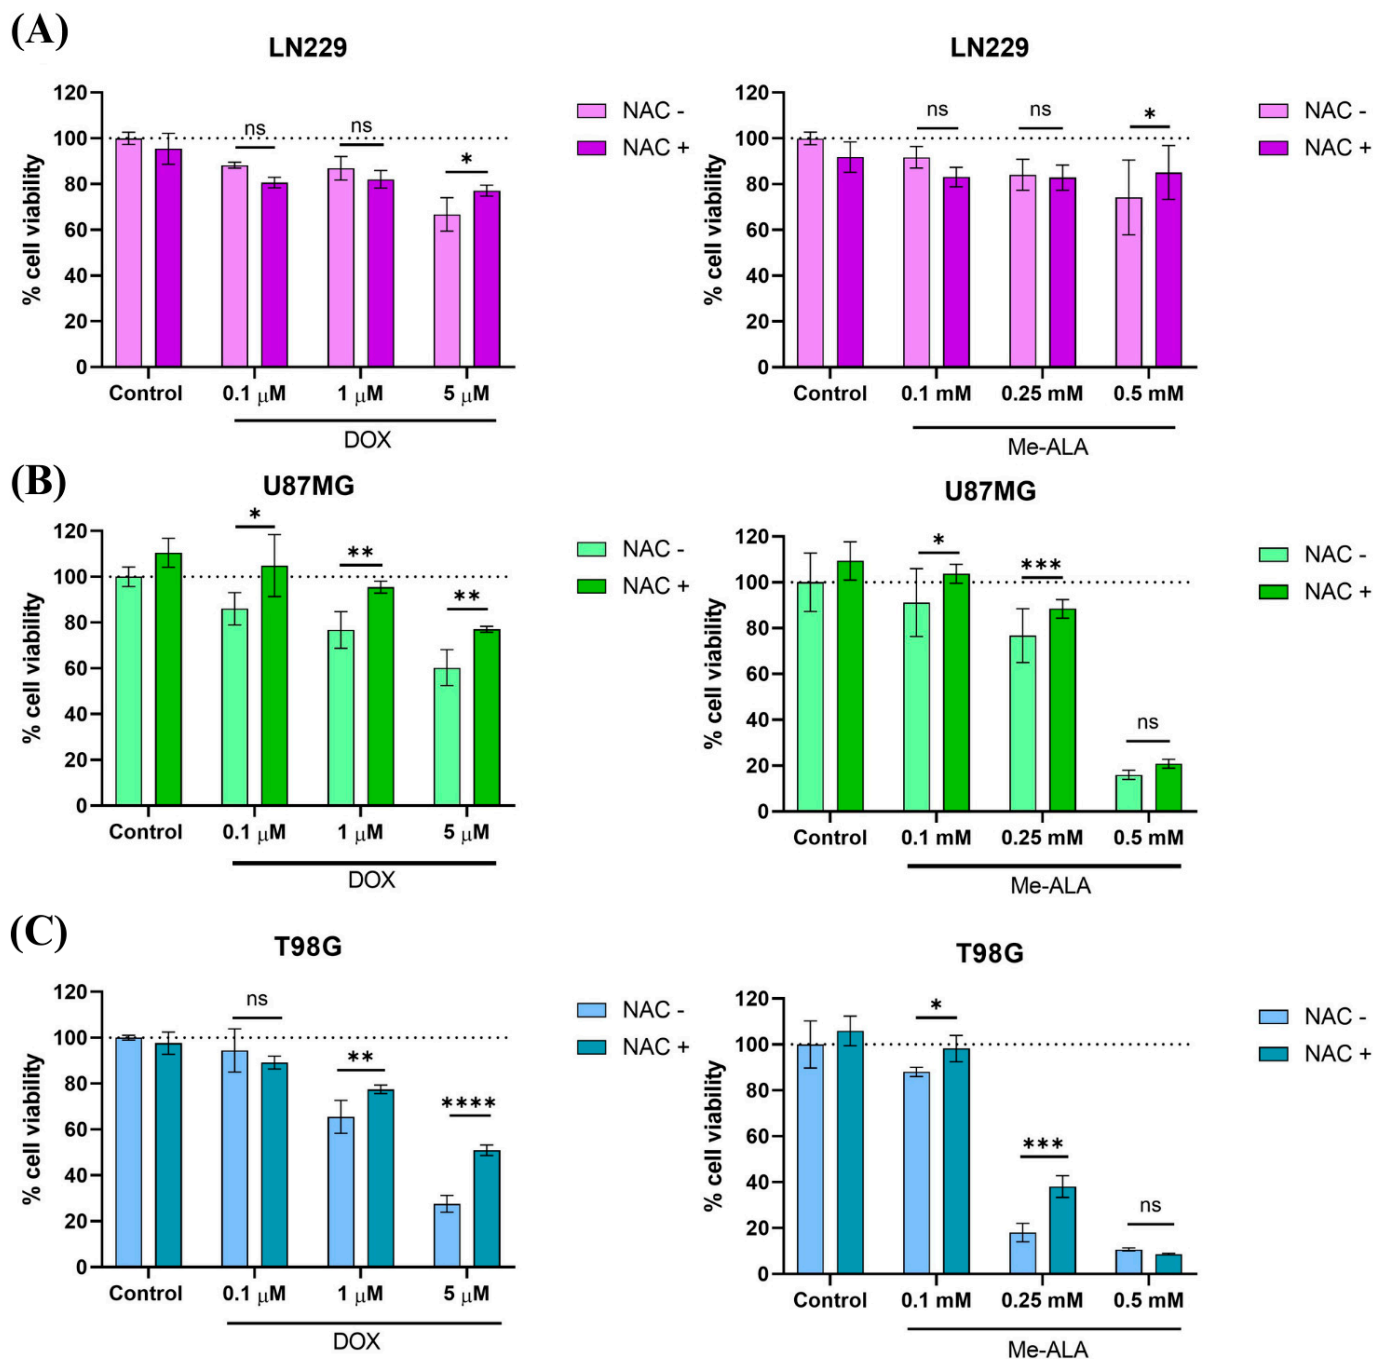 (A)
LN229
120
100
80
60
40
20
0
% cell viability
ns
ns
*
NAC -
NAC +
Control
0.1 μM
1 μM
5 μM
DOX
LN229
120
100
80
60
40
20
0
% cell viability
ns
ns
*
NAC -
NAC +
Control
0.1 mM
0.25 mM
0.5 mM
Me-ALA
(B)
U87MG
120
100
80
60
40
20
0
% cell viability
*
**
**
NAC -
NAC +
Control
0.1 μM
1 μM
5 μM
DOX
U87MG
120
100
80
60
40
20
0
% cell viability
*
***
ns
NAC -
NAC +
Control
0.1 mM
0.25 mM
0.5 mM
Me-ALA
(C)
T98G
120
100
80
60
40
20
0
% cell viability
ns
**
****
NAC -
NAC +
Control
0.1 μM
1 μM
5 μM
DOX
T98G
120
100
80
60
40
20
0
% cell viability
*
***
ns
NAC -
NAC +
Control
0.1 mM
0.25 mM
0.5 mM
Me-ALA